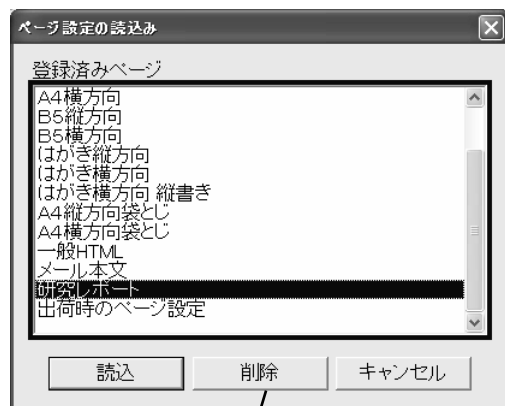 ページ設定の読込み
登録済みページ
A4横方向
B5縦方向
B5横方向
はがき縦方向
はがき横方向
はがき横方向 縦書き
A4縦方向袋とじ
A4横方向袋とじ
一般HTML
メール本文
研究レポート
出荷時のページ設定
読込 削除 キャンセル